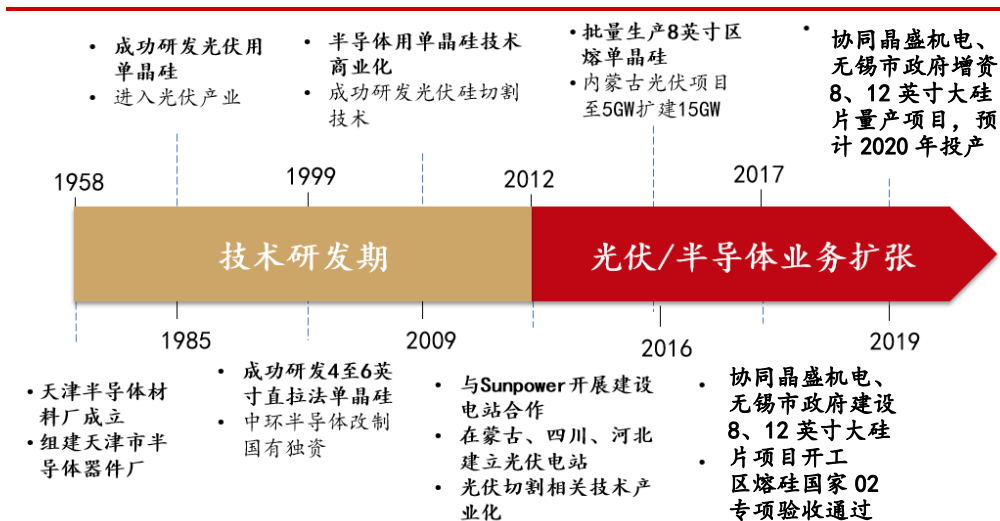 • 成功研发光伏用
单晶硅
• 进入光伏产业
• 半导体用单晶硅技术
商业化
• 成功研发光伏硅切割
技术
• 批量生产8英寸区
熔单晶硅
• 内蒙古光伏项目
至5GW扩建15GW
• 协同晶盛机电、
无锡市政府增资
8、12 英寸大硅
片量产项目，预
计 2020 年投产
1958
1999
2012
2017
技术研发期
光伏/半导体业务扩张
1985
2009
2016
2019
• 天津半导体材
料厂成立
• 组建天津市半
导体器件厂
• 成功研发4至6英
寸直拉法单晶硅
• 中环半导体改制
国有独资
• 与Sunpower开展建设
电站合作
• 在蒙古、四川、河北
建立光伏电站
• 光伏切割相关技术产
业化
• 协同晶盛机电、
无锡市政府建设
8、12 英寸大硅
• 片项目开工
区熔硅国家 02
专项验收通过